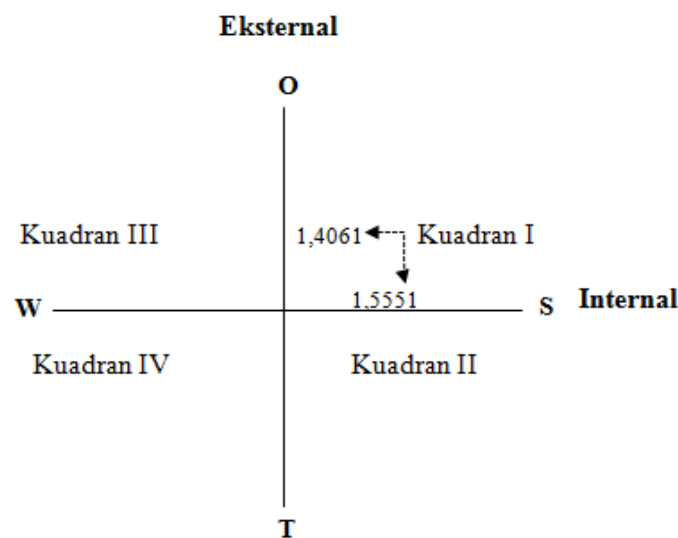 Eksternal
O
Kuadran III
1,4061
Kuadran I
W
1,5551
S
Internal
Kuadran IV
Kuadran II
T